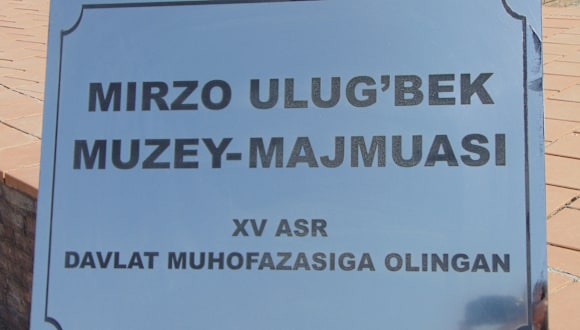 MIRZO ULUG'BEK
MUZEY-MAJMUASI
XV ASR
DAVLAT MUHOFAZASIGA OLINGAN